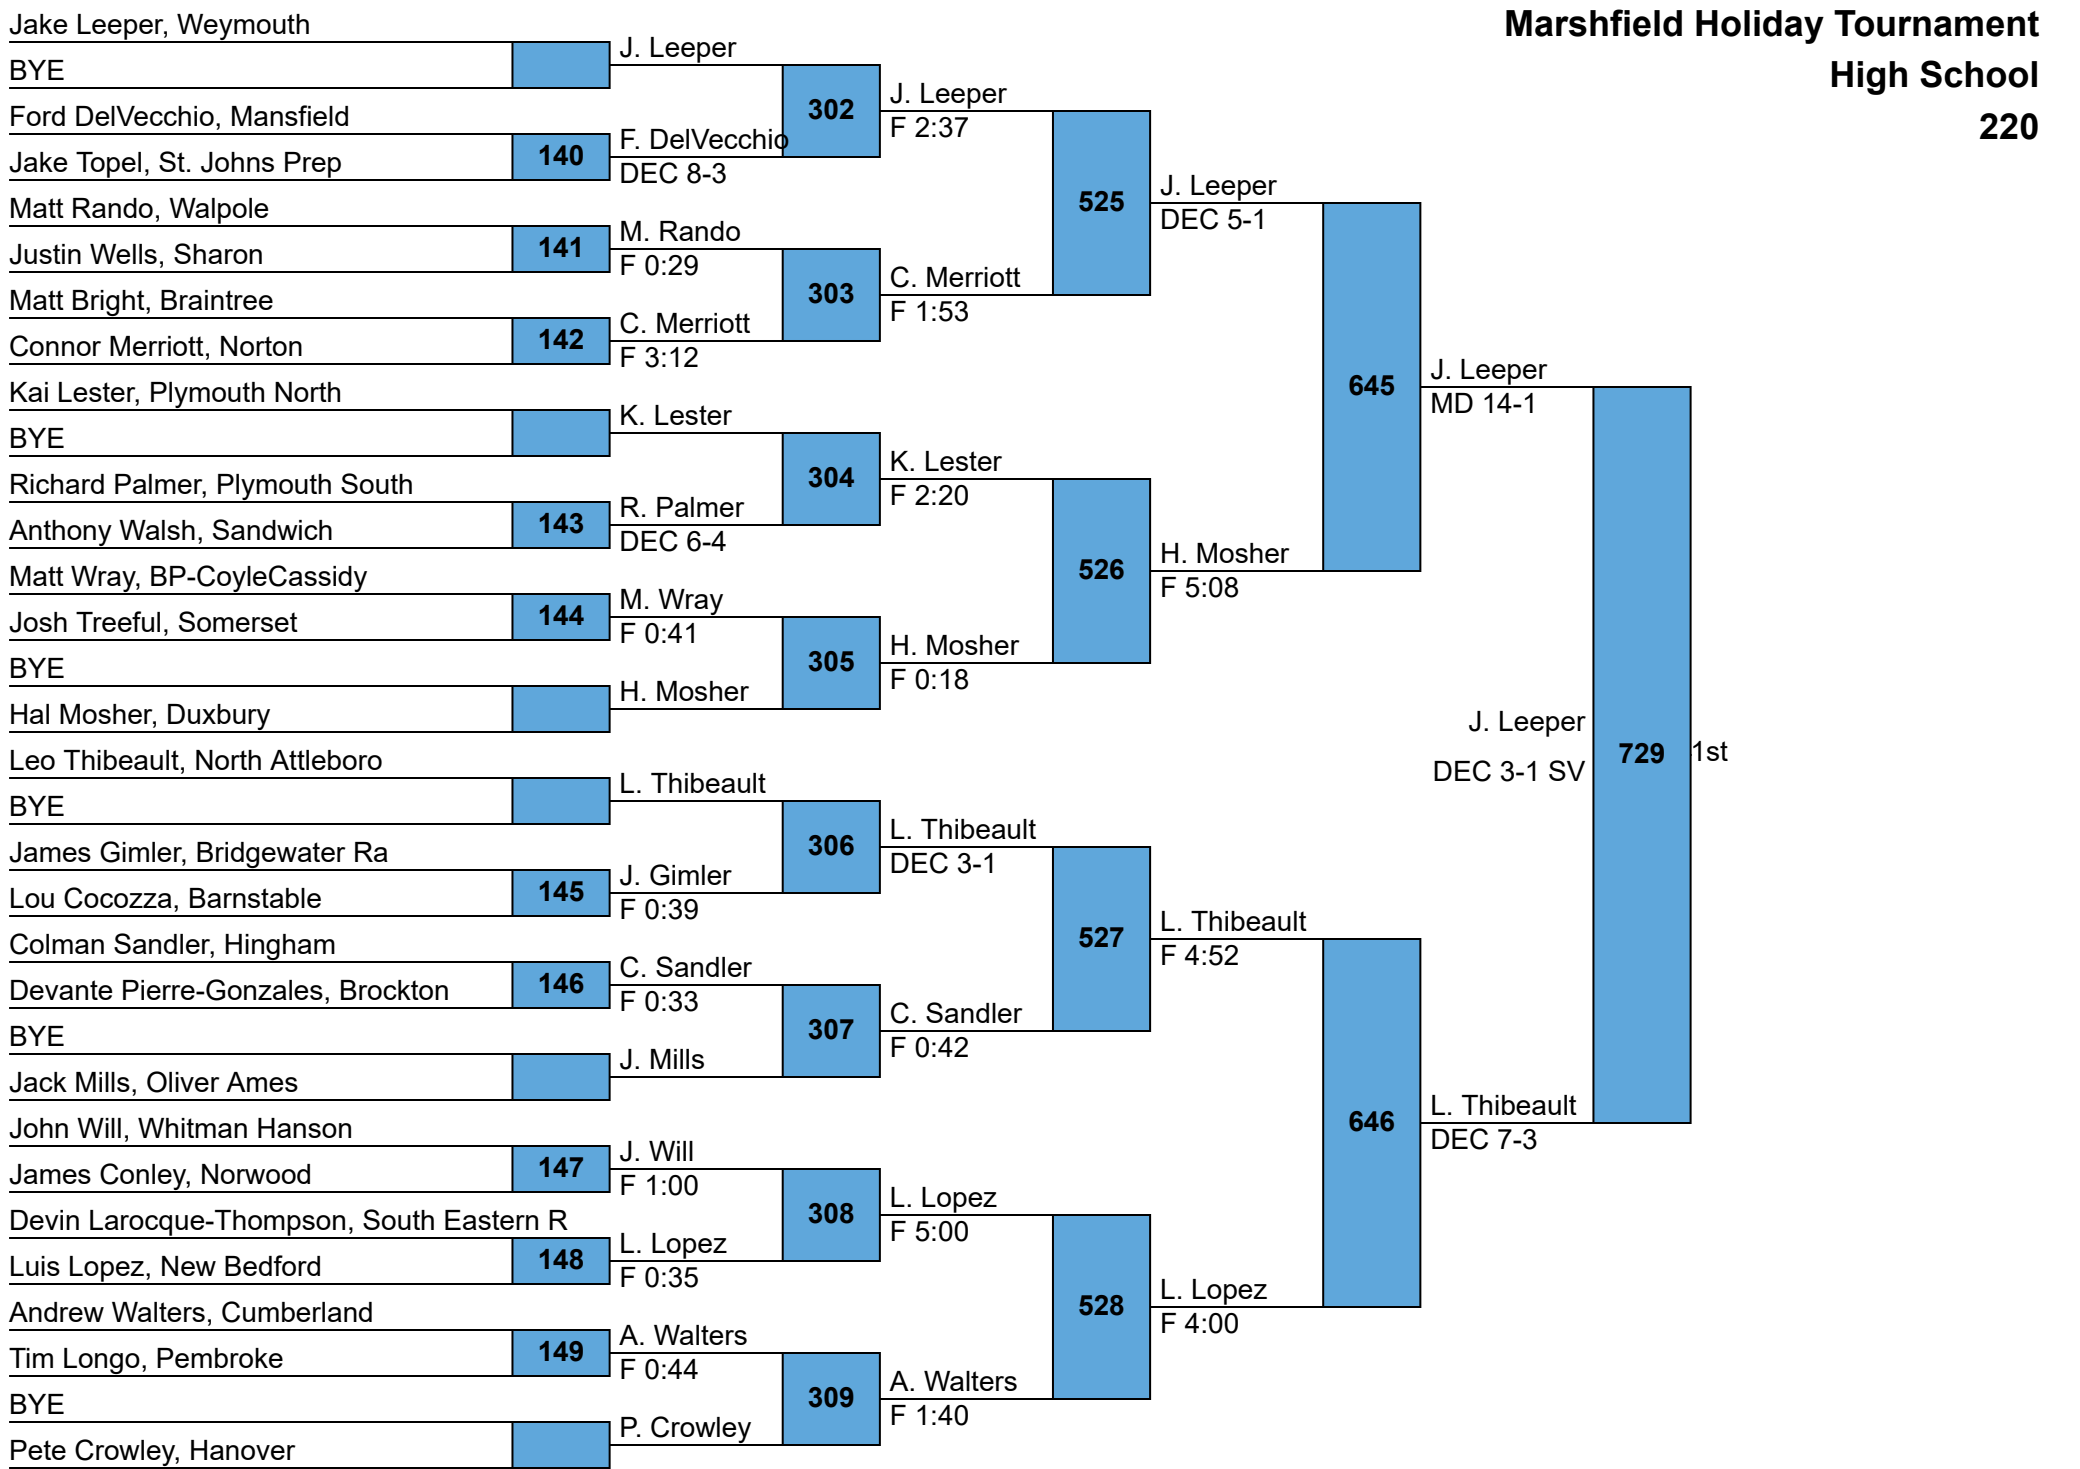 Marshfield Holiday Tournament
High School
220
Jake Leeper, Weymouth
BYE
Ford DelVecchio, Mansfield
Jake Topel, St. Johns Prep
Matt Rando, Walpole
Justin Wells, Sharon
Matt Bright, Braintree
Connor Merriott, Norton
Kai Lester, Plymouth North
BYE
Richard Palmer, Plymouth South
Anthony Walsh, Sandwich
Matt Wray, BP-CoyleCassidy
Josh Treeful, Somerset
BYE
Hal Mosher, Duxbury
Leo Thibeault, North Attleboro
BYE
James Gimler, Bridgewater Ra
Lou Cocozza, Barnstable
Colman Sandler, Hingham
Devante Pierre-Gonzales, Brockton
BYE
Jack Mills, Oliver Ames
John Will, Whitman Hanson
James Conley, Norwood
Devin Larocque-Thompson, South Eastern R
Luis Lopez, New Bedford
Andrew Walters, Cumberland
Tim Longo, Pembroke
BYE
Pete Crowley, Hanover
140
141
142
143
144
145
146
147
148
149
J. Leeper
F. DelVecchio
DEC 8-3
M. Rando
F 0:29
C. Merriott
F 3:12
K. Lester
R. Palmer
DEC 6-4
M. Wray
F 0:41
H. Mosher
L. Thibeault
J. Gimler
F 0:39
C. Sandler
F 0:33
J. Mills
J. Will
F 1:00
L. Lopez
F 0:35
A. Walters
F 0:44
P. Crowley
302
303
304
305
306
307
308
309
J. Leeper
F 2:37
C. Merriott
F 1:53
K. Lester
F 2:20
H. Mosher
F 0:18
L. Thibeault
DEC 3-1
C. Sandler
F 0:42
L. Lopez
F 5:00
A. Walters
F 1:40
525
526
527
528
J. Leeper
DEC 5-1
H. Mosher
F 5:08
L. Thibeault
F 4:52
L. Lopez
F 4:00
645
646
J. Leeper
MD 14-1
L. Thibeault
DEC 7-3
J. Leeper
DEC 3-1 SV
729
1st